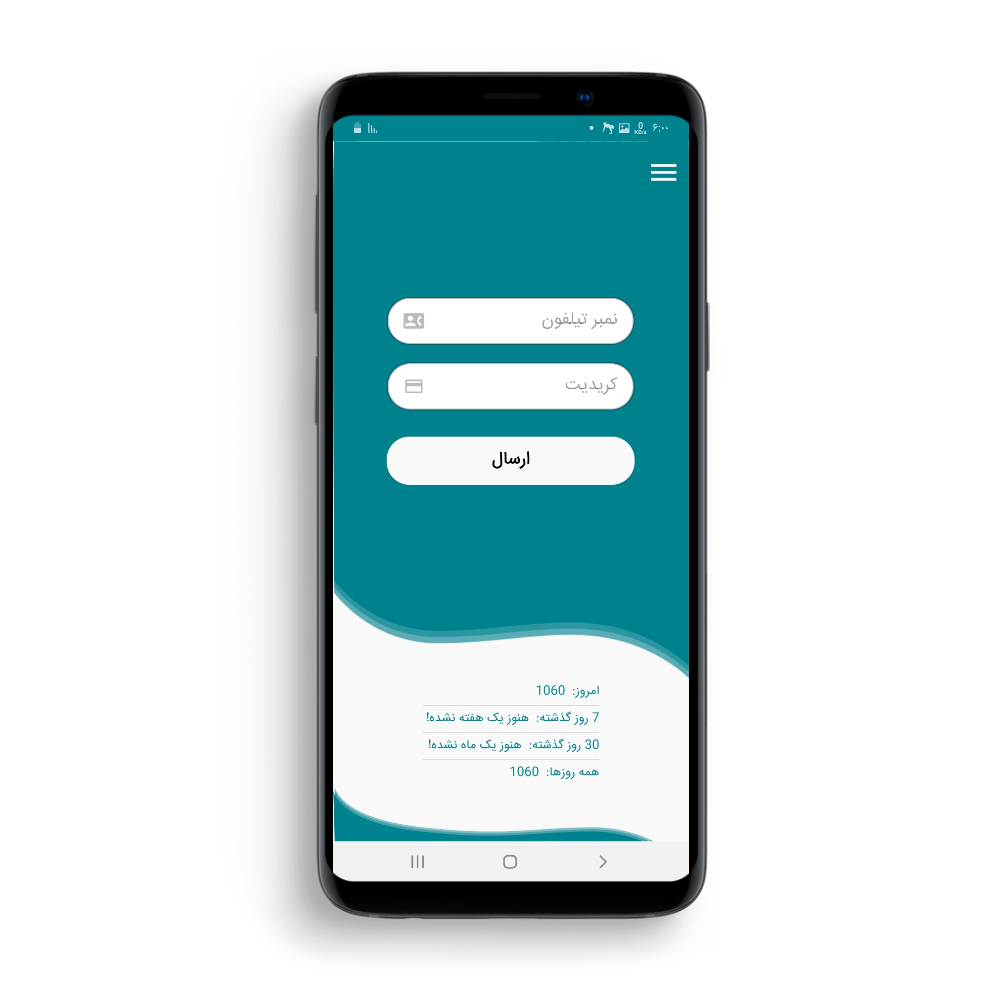 ۶:۰۰
0
KB/s
نمبر تیلفون
کریدیت
ارسال
امروز: 1060
7 روز گذشته: هنوز یک هفته نشده!
30 روز گذشته: هنوز یک ماه نشده!
همه روزها: 1060